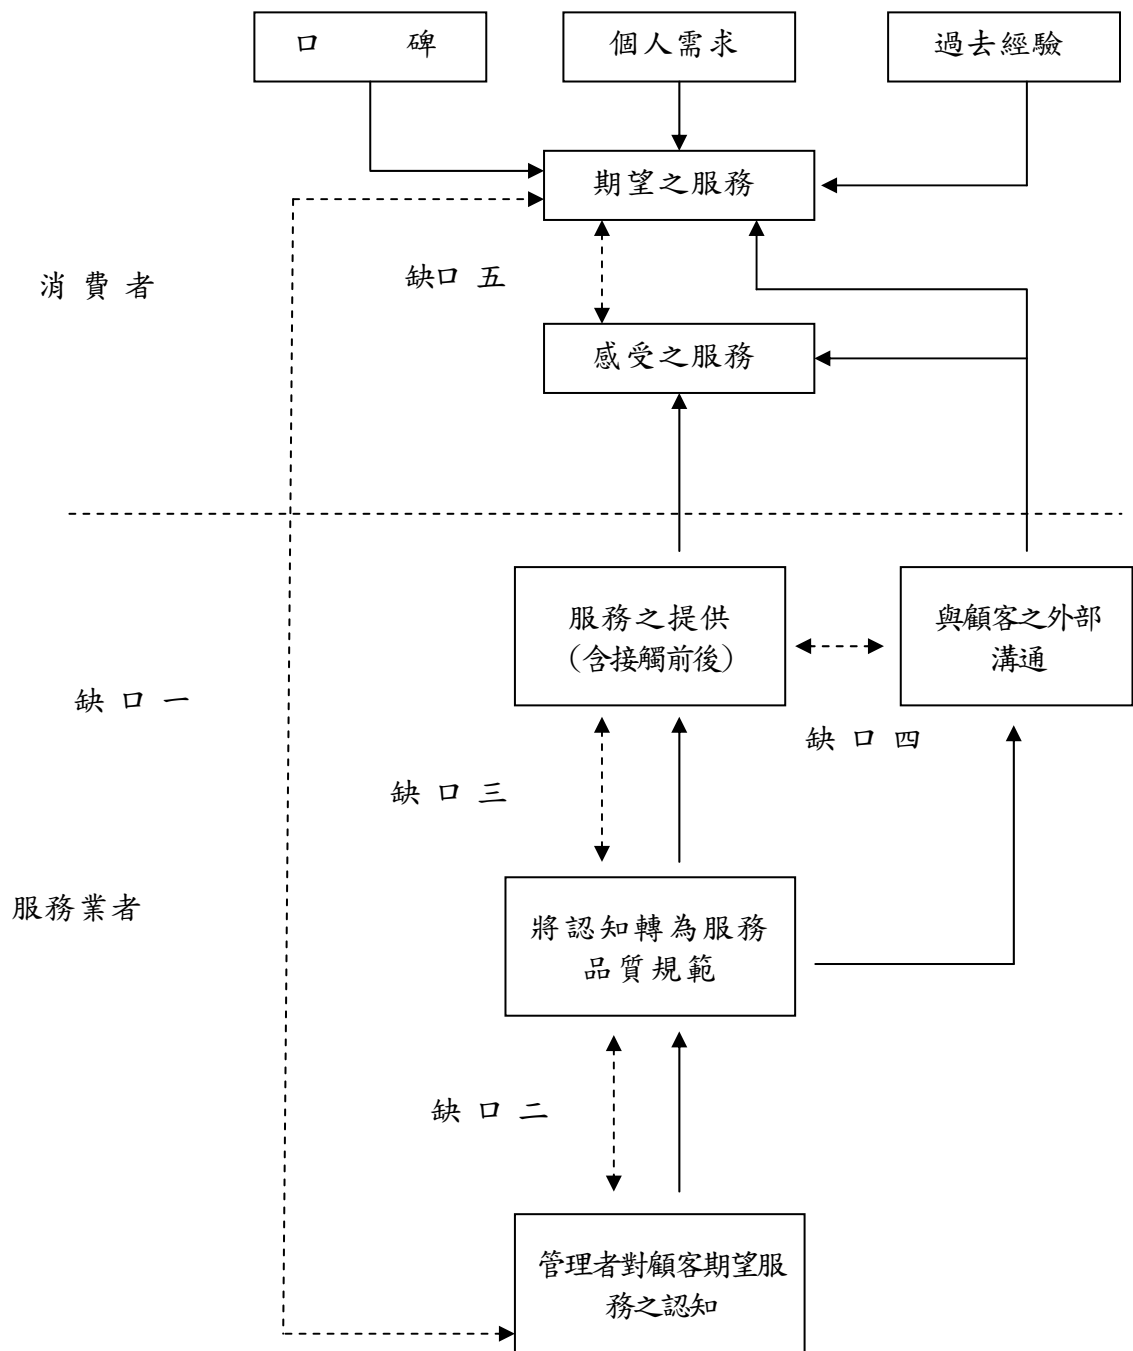 口 碑
個人需求
過去經驗
期望之服務
消費者
缺口五
感受之服務
服務之提供
(含接觸前後)
與顧客之外部
溝通
缺口一
缺口四
缺口三
服務業者
將認知轉為服務
品質規範
缺口二
管理者對顧客期望服
務之認知